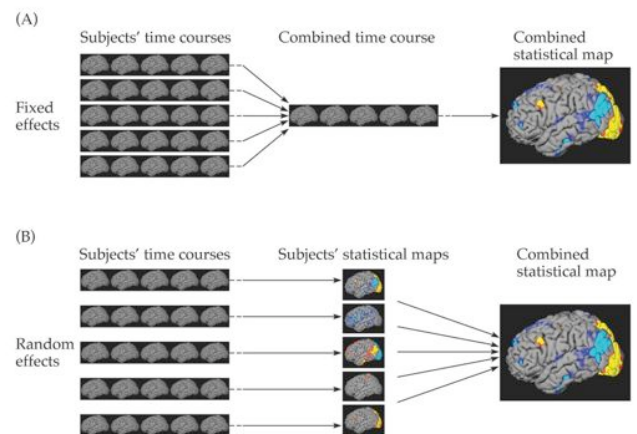 (A)
Subjects' time courses
Combined time course
Combined
statistical map
Fixed
effects
(B)
Subjects' time courses
Subjects' statistical maps
Combined
statistical map
Random
effects